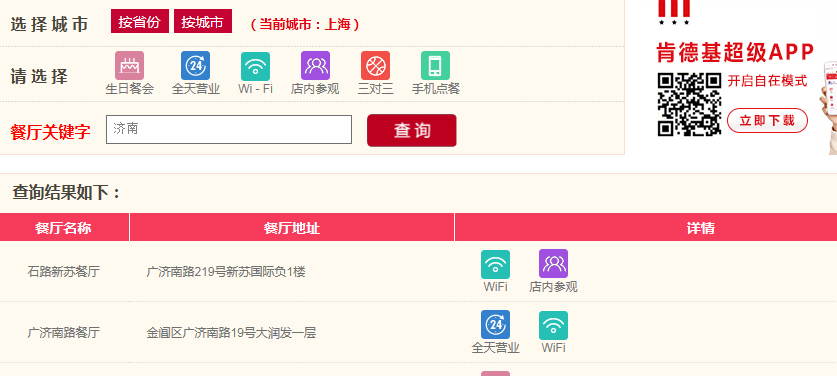 选择城市 按省份 按城市 （当前城市：上海）
请选择 生日餐会 全天营业 Wi - Fi 店内参观 三对三 手机点餐
24
餐厅关键字 济南 查询
肯德基超级APP
开启自在模式
立即下载
查询结果如下：
餐厅名称 餐厅地址 详情
石路新苏餐厅 广济南路219号新苏国际负1楼 WiFi 店内参观
广济南路餐厅 金阊区广济南路19号大润发一层 24 全天营业 WiFi